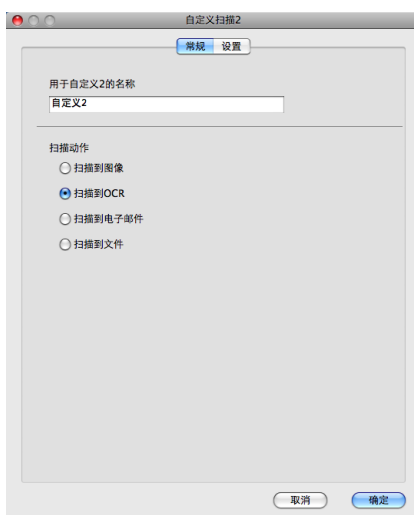 自定义扫描2
常规 设置
用于自定义2的名称
自定义2
扫描动作
扫描到图像
扫描到OCR
扫描到电子邮件
扫描到文件
取消 确定